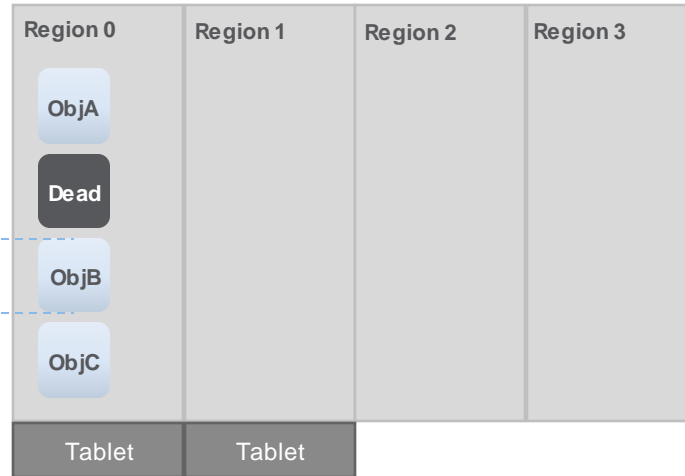 Region 0
Region 1
Region 2
Region 3
ObjA
Dead
ObjB
ObjC
Tablet
Tablet